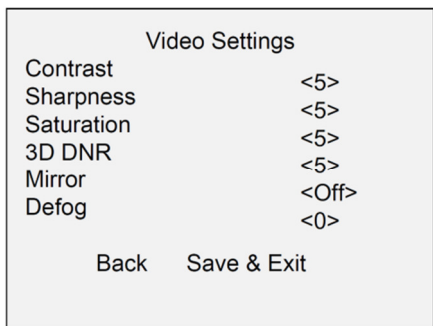 Video Settings
Contrast <5>
Sharpness <5>
Saturation <5>
3D DNR <5>
Mirror <Off>
Defog <0>
Back Save & Exit